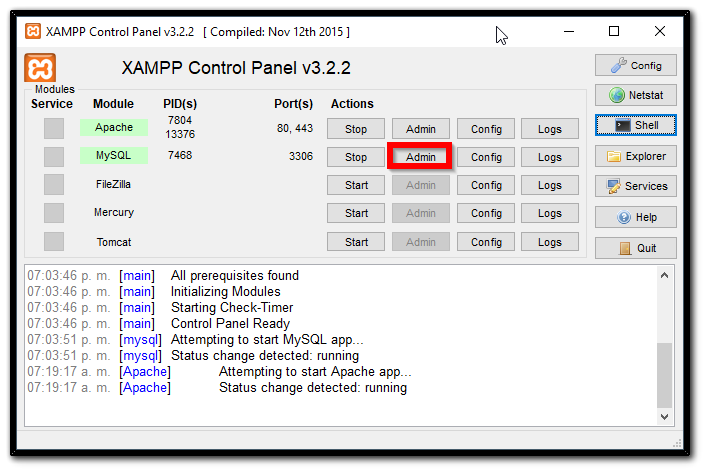 XAMPP Control Panel v3.2.2   [ Compiled: Nov 12th 2015 ]
XAMPP Control Panel v3.2.2
Config
Modules
Service Module PID(s) Port(s) Actions
Netstat
Apache 7804 13376 80, 443 Stop Admin Config Logs
Shell
MySQL 7468 3306 Stop Admin Config Logs
Explorer
FileZilla Start Admin Config Logs
Services
Mercury Start Admin Config Logs
Help
Tomcat Start Admin Config Logs
Quit
07:03:46 p. m. [main] All prerequisites found
07:03:46 p. m. [main] Initializing Modules
07:03:46 p. m. [main] Starting Check-Timer
07:03:46 p. m. [main] Control Panel Ready
07:03:51 p. m. [mysql] Attempting to start MySQL app...
07:03:51 p. m. [mysql] Status change detected: running
07:19:17 a. m. [Apache] Attempting to start Apache app...
07:19:17 a. m. [Apache] Status change detected: running